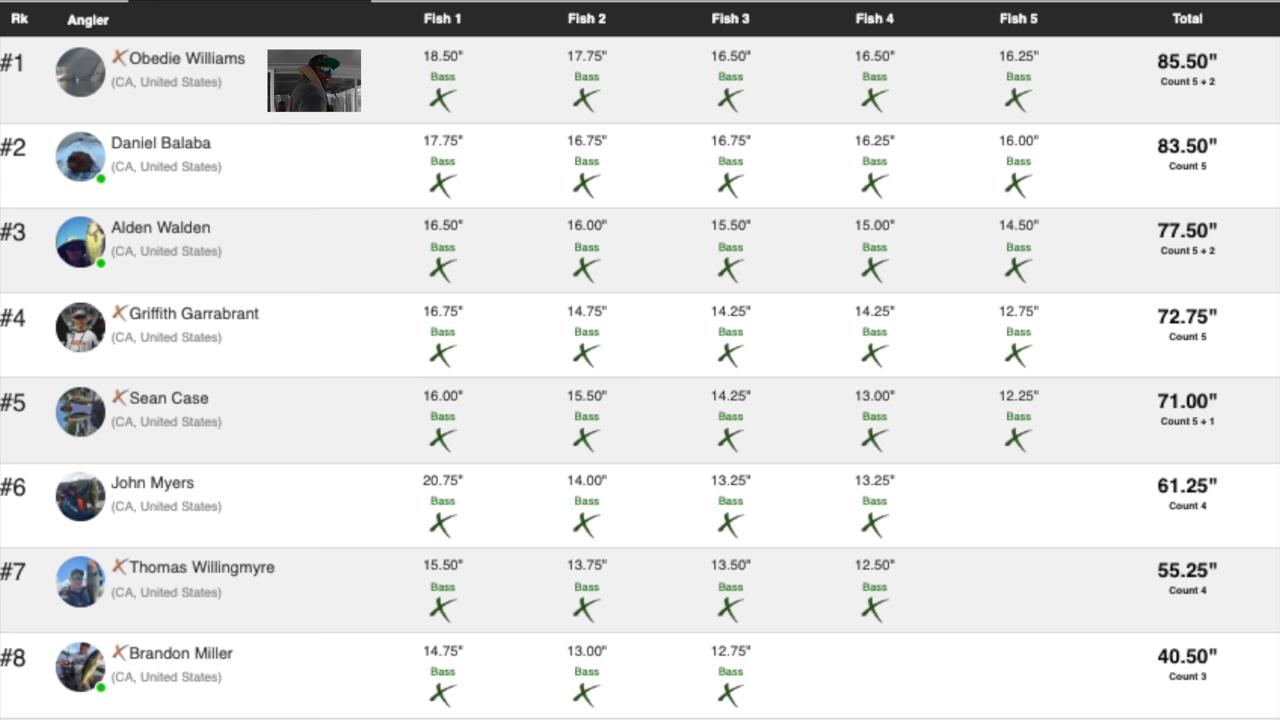 Rk Angler Fish 1 Fish 2 Fish 3 Fish 4 Fish 5 Total
#1 Obedie Williams 18.50" 17.75" 16.50" 16.50" 16.25" 85.50"
(CA, United States) Bass Bass Bass Bass Bass Count 5 + 2
#2 Daniel Balaba 17.75" 16.75" 16.75" 16.25" 16.00" 83.50"
(CA, United States) Bass Bass Bass Bass Bass Count 5
#3 Alden Walden 16.50" 16.00" 15.50" 15.00" 14.50" 77.50"
(CA, United States) Bass Bass Bass Bass Bass Count 5 + 2
#4 Griffith Garrabrant 16.75" 14.75" 14.25" 14.25" 12.75" 72.75"
(CA, United States) Bass Bass Bass Bass Bass Count 5
#5 Sean Case 16.00" 15.50" 14.25" 13.00" 12.25" 71.00"
(CA, United States) Bass Bass Bass Bass Bass Count 5 + 1
#6 John Myers 20.75" 14.00" 13.25" 13.25" 61.25"
(CA, United States) Bass Bass Bass Bass Count 4
#7 Thomas Willingmyre 15.50" 13.75" 13.50" 12.50" 55.25"
(CA, United States) Bass Bass Bass Bass Count 4
#8 Brandon Miller 14.75" 13.00" 12.75" 40.50"
(CA, United States) Bass Bass Bass Count 3